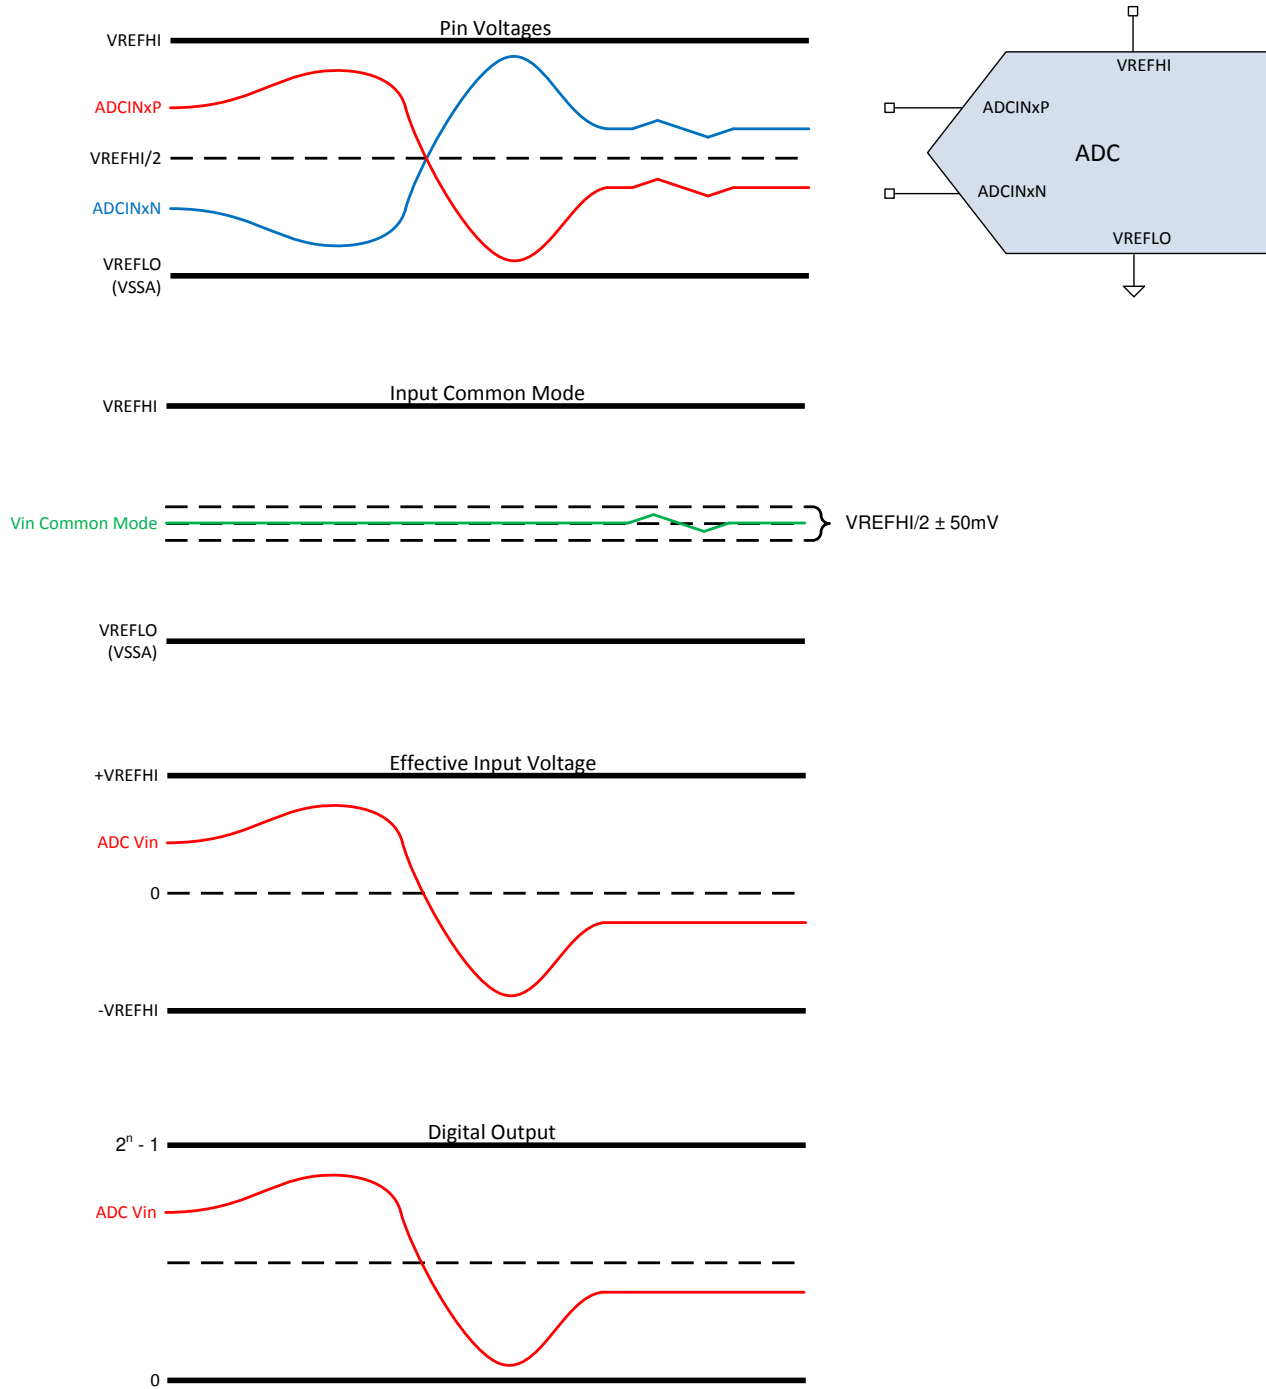 Pin Voltages
VREFHI
ADCINxP
VREFHI/2
ADCINxN
VREFLO
(VSSA)
VREFHI
ADCINxP
ADC
ADCINxN
VREFLO
Input Common Mode
VREFHI
Vin Common Mode
VREFHI/2 ± 50mV
VREFLO
(VSSA)
Effective Input Voltage
+VREFHI
ADC Vin
0
-VREFHI
Digital Output
2ⁿ - 1
ADC Vin
0